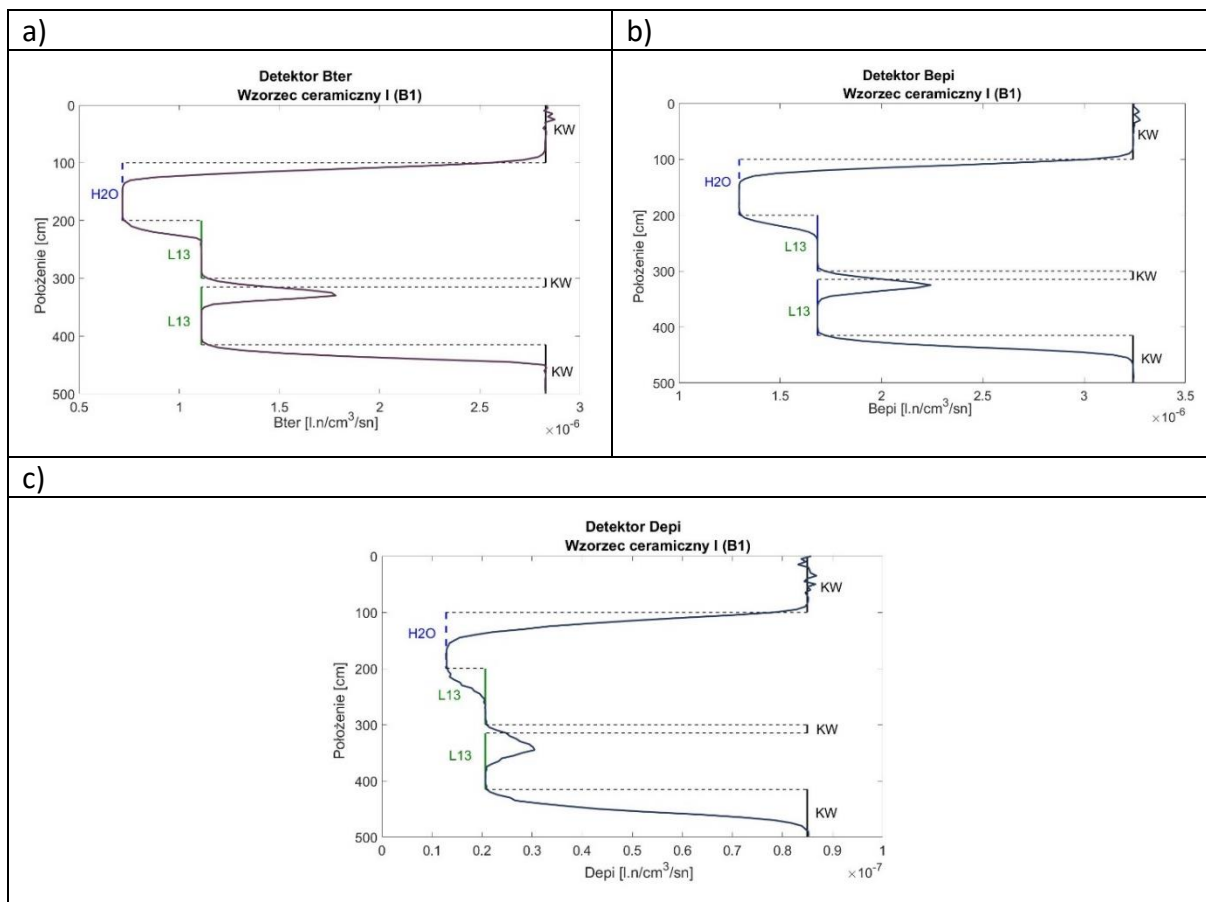 a)
b)
Detektor Bter
Wzorzec ceramiczny I (B1)
0
100
200
300
400
500
Położenie [cm]
KW
H2O
L13
KW
L13
KW
0.5
1
1.5
2
2.5
3
Bter [l.n/cm³/sn]
×10⁻⁶
Detektor Bepi
Wzorzec ceramiczny I (B1)
0
100
200
300
400
500
Położenie [cm]
KW
H2O
L13
KW
L13
KW
1
1.5
2
2.5
3
3.5
Bepi [l.n/cm³/sn]
×10⁻⁶
c)
Detektor Depi
Wzorzec ceramiczny I (B1)
0
100
200
300
400
500
Położenie [cm]
KW
H2O
L13
KW
L13
KW
0
0.1
0.2
0.3
0.4
0.5
0.6
0.7
0.8
0.9
1
Depi [l.n/cm³/sn]
×10⁻⁷